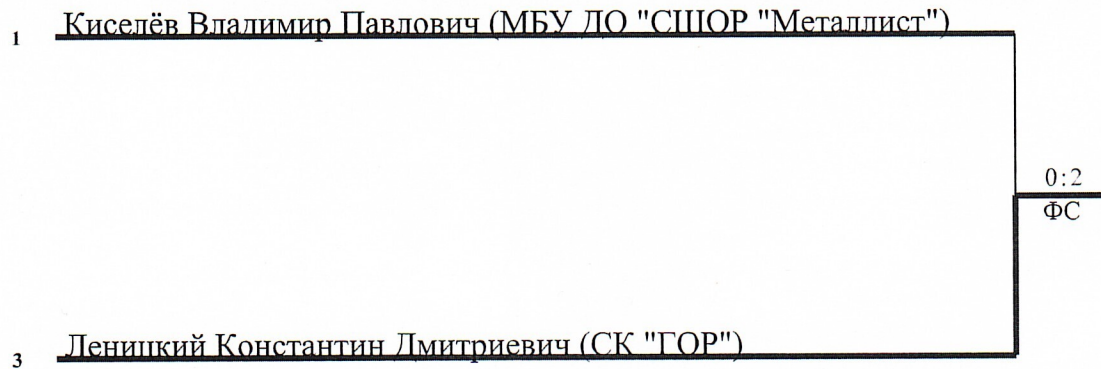 1 Киселёв Владимир Павлович (МБУ ДО "СШОР "Металлист")
0:2
ФС
3 Леницкий Константин Дмитриевич (СК "ГОР")